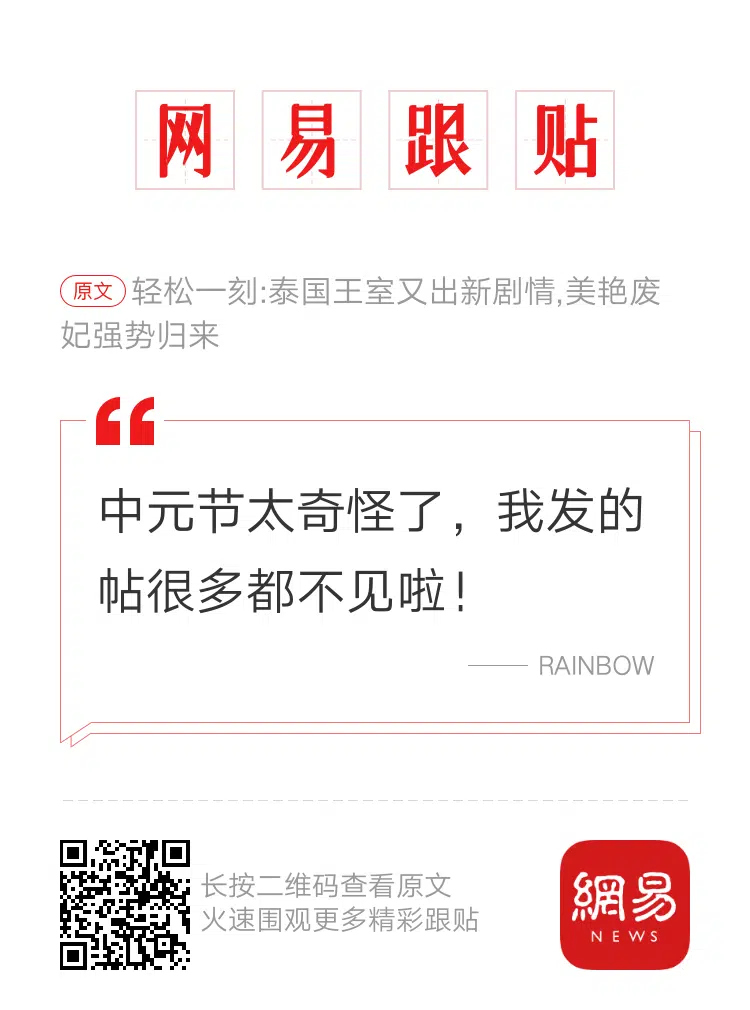 网易跟贴
原文 轻松一刻:泰国王室又出新剧情,美艳废
妃强势归来
中元节太奇怪了，我发的
帖很多都不见啦！
—— RAINBOW
长按二维码查看原文
火速围观更多精彩跟贴
網易
NEWS